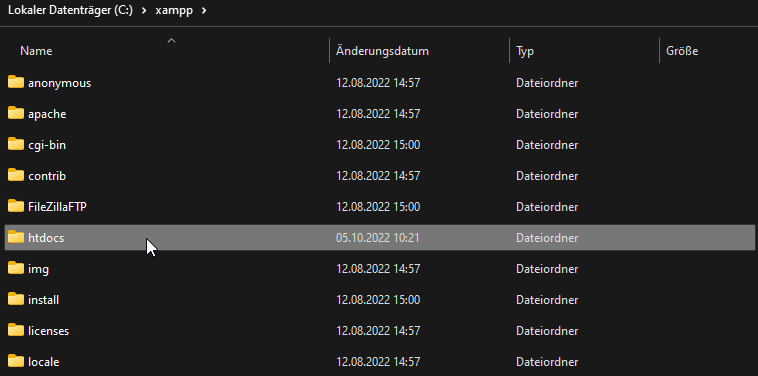 Lokaler Datenträger (C:) > xampp >
Name Änderungsdatum Typ Größe
anonymous 12.08.2022 14:57 Dateiordner
apache 12.08.2022 14:57 Dateiordner
cgi-bin 12.08.2022 15:00 Dateiordner
contrib 12.08.2022 14:57 Dateiordner
FileZillaFTP 12.08.2022 15:00 Dateiordner
htdocs 05.10.2022 10:21 Dateiordner
img 12.08.2022 14:57 Dateiordner
install 12.08.2022 15:00 Dateiordner
licenses 12.08.2022 14:57 Dateiordner
locale 12.08.2022 14:57 Dateiordner